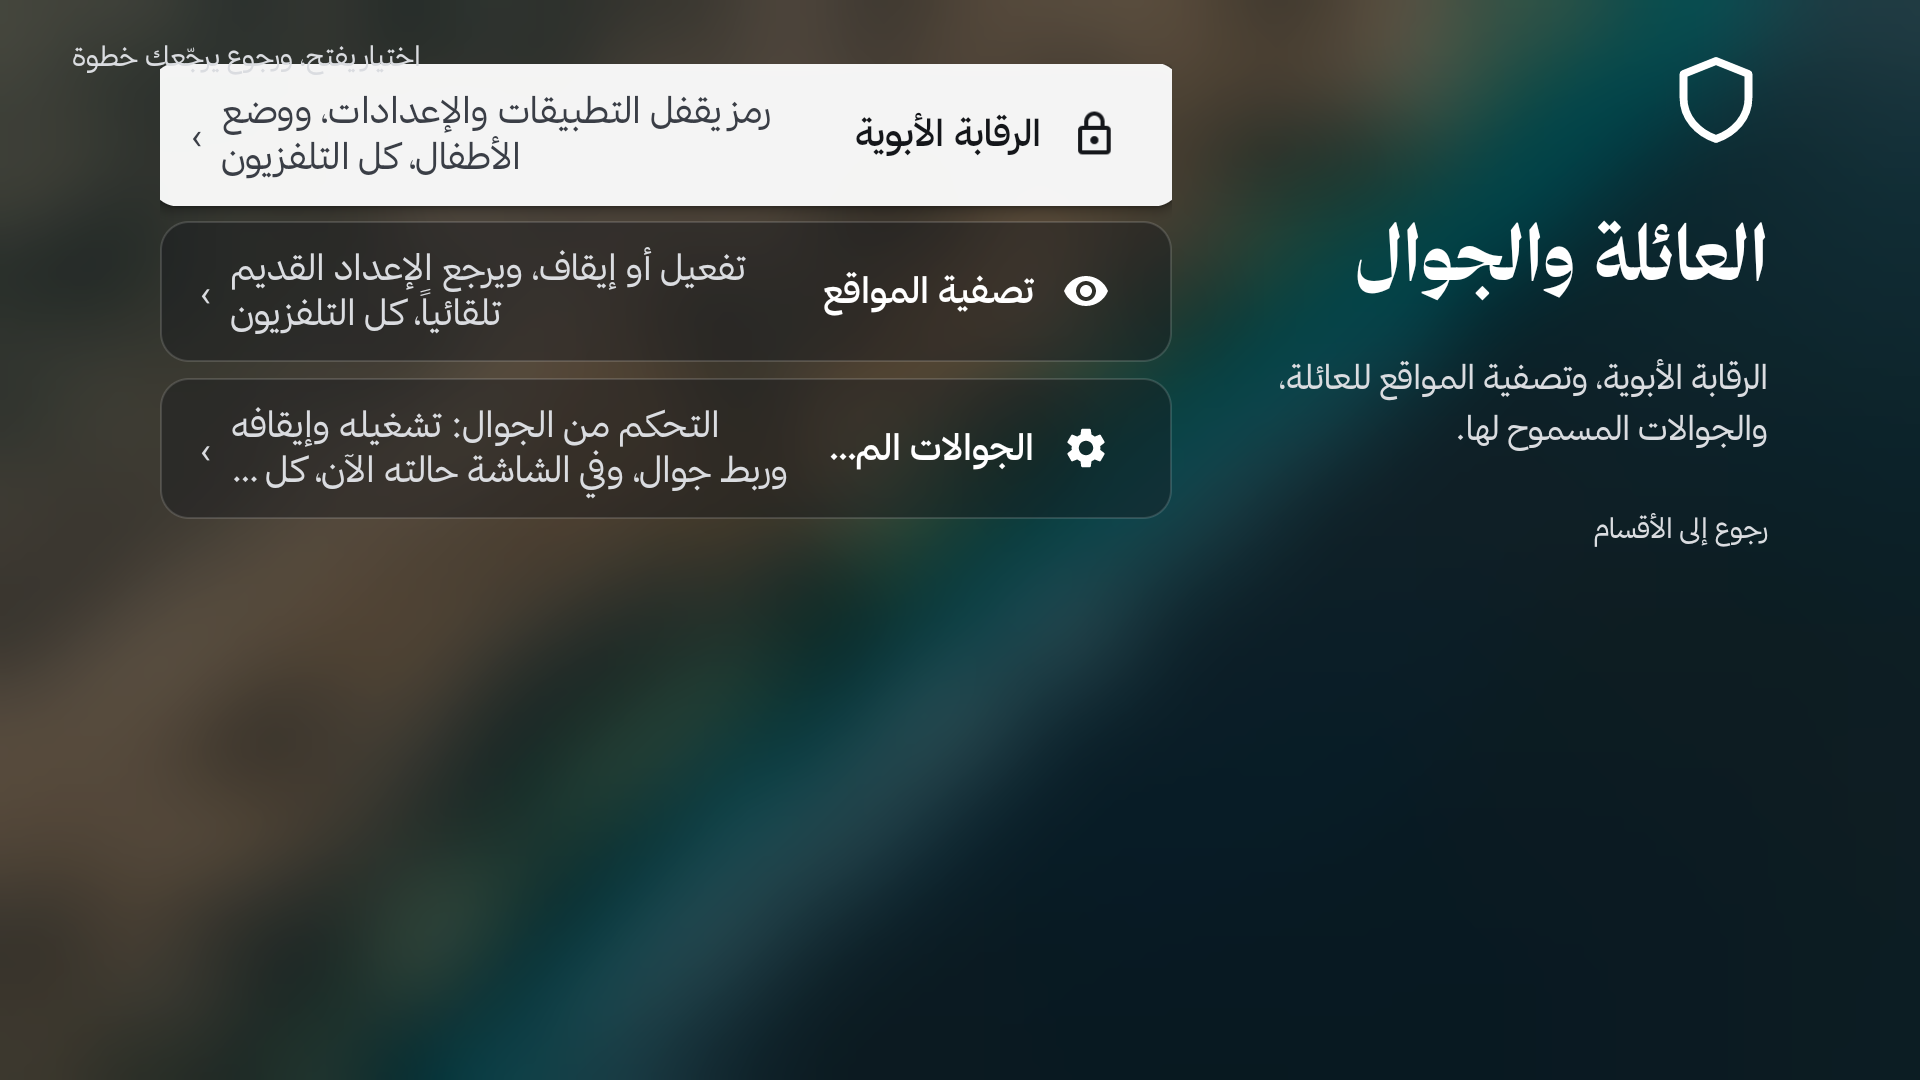 اختيار يفتح، ورجوع يرجّعك خطوة
العائلة والجوال
الرقابة الأبوية، وتصفية المواقع للعائلة،
والجوالات المسموح لها.
رجوع إلى الأقسام
الرقابة الأبوية
رمز يقفل التطبيقات والإعدادات، ووضع
الأطفال، كل التلفزيون
تصفية المواقع
تفعيل أو إيقاف، ويرجع الإعداد القديم
تلقائياً، كل التلفزيون
الجوالات الم...
التحكم من الجوال: تشغيله وإيقافه
وربط جوال، وفي الشاشة حالته الآن، كل ...